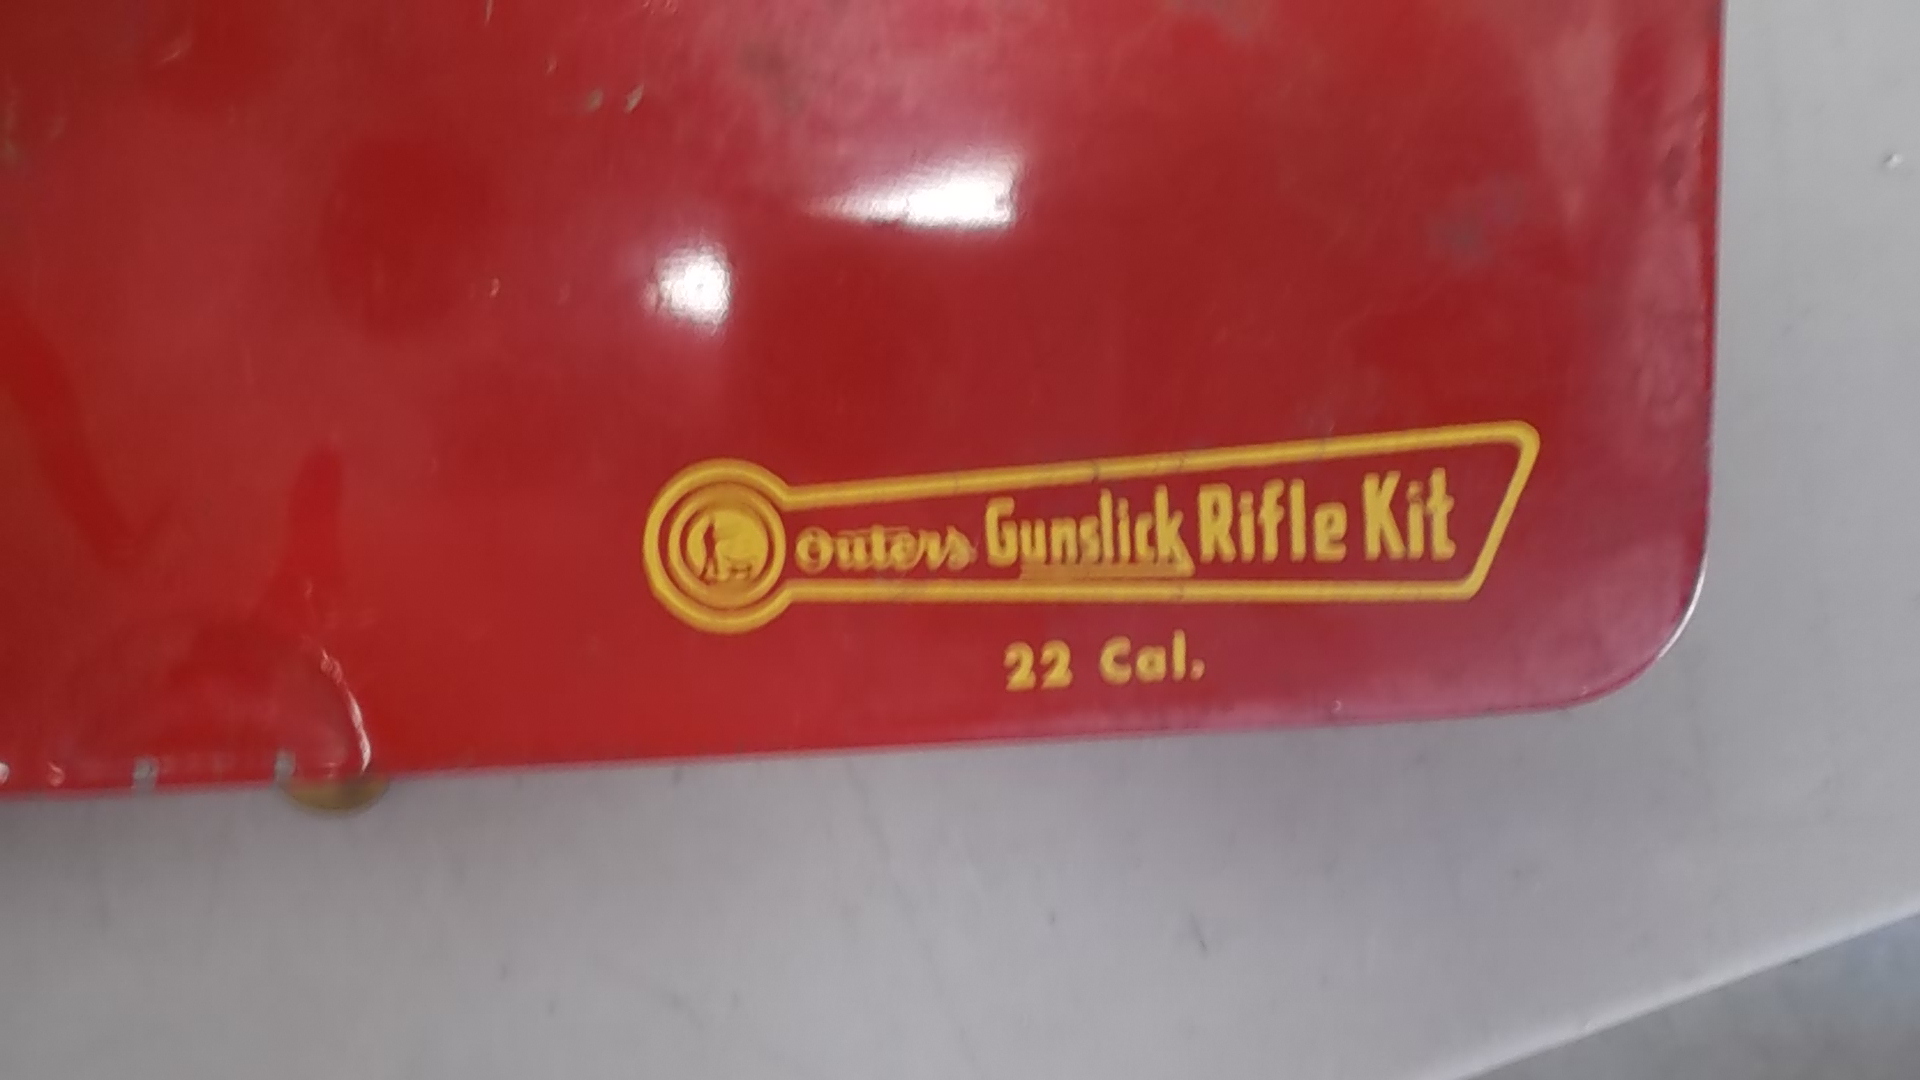 Outers Gunslick Rifle Kit
22 Cal.